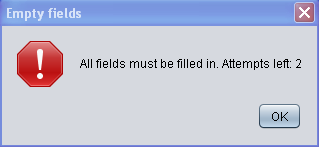 Empty fields
All fields must be filled in. Attempts left: 2
OK